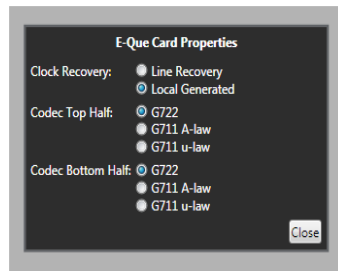 E-Que Card Properties
Clock Recovery: Line Recovery
Local Generated
Codec Top Half: G722
G711 A-law
G711 u-law
Codec Bottom Half: G722
G711 A-law
G711 u-law
Close